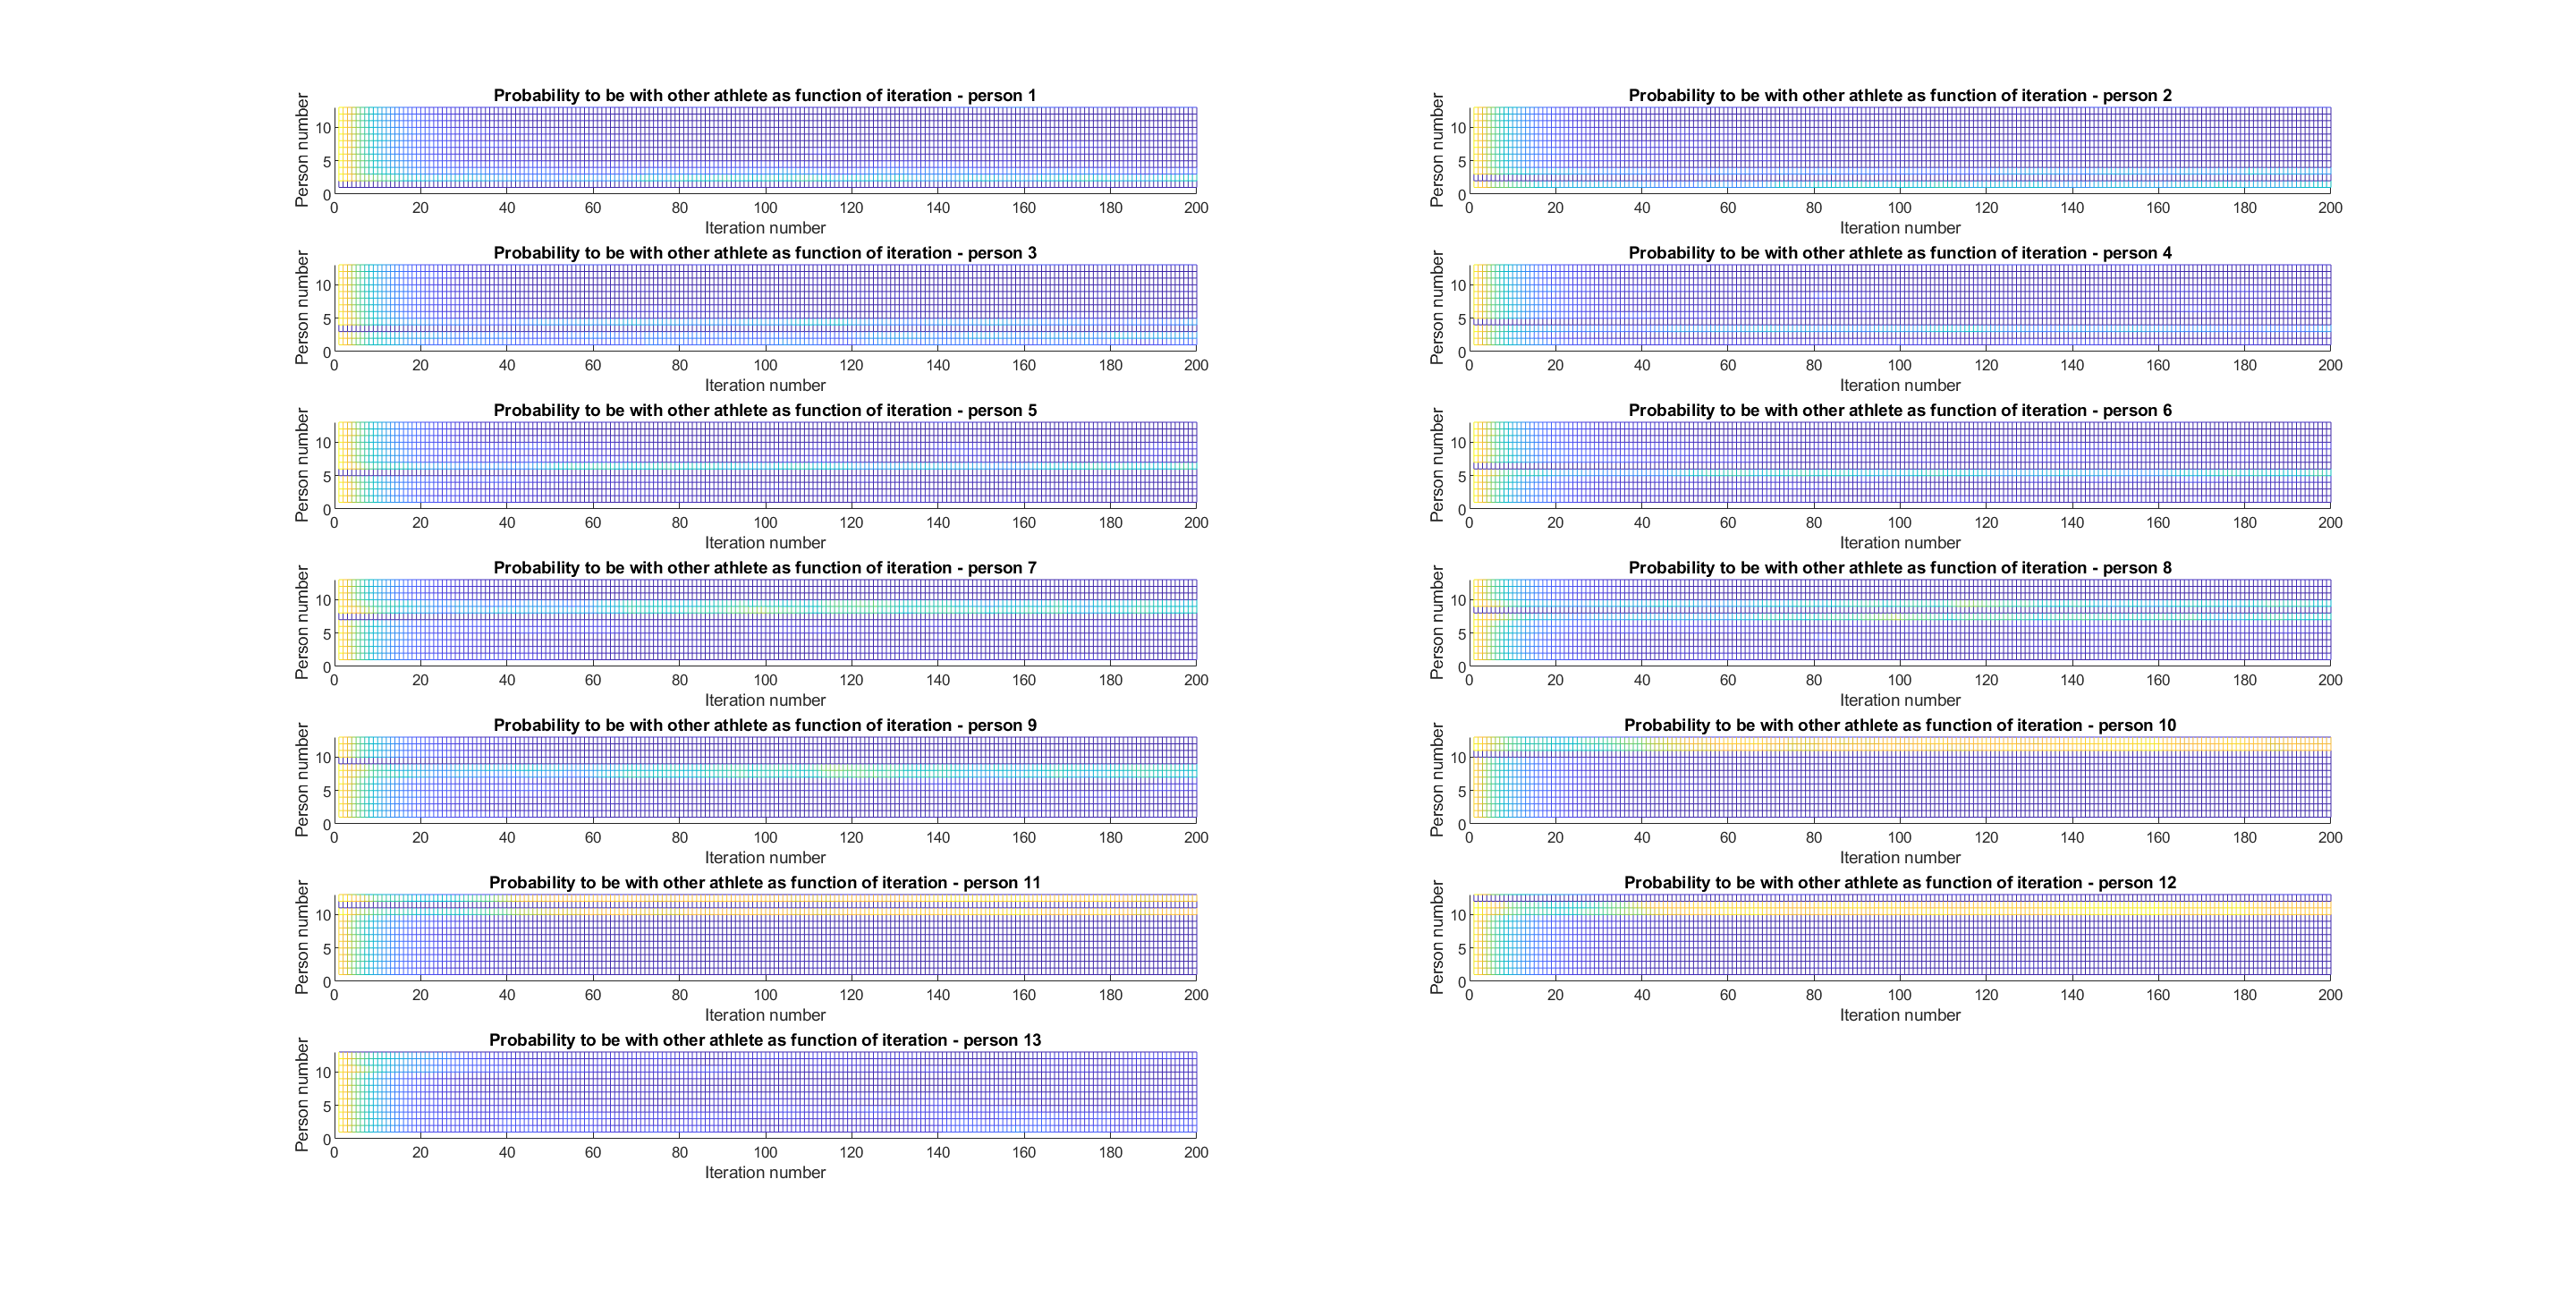 Probability to be with other athlete as function of iteration - person 1
Person number
10
5
0
0 20 40 60 80 100 120 140 160 180 200
Iteration number
Probability to be with other athlete as function of iteration - person 2
Person number
10
5
0
0 20 40 60 80 100 120 140 160 180 200
Iteration number
Probability to be with other athlete as function of iteration - person 3
Person number
10
5
0
0 20 40 60 80 100 120 140 160 180 200
Iteration number
Probability to be with other athlete as function of iteration - person 4
Person number
10
5
0
0 20 40 60 80 100 120 140 160 180 200
Iteration number
Probability to be with other athlete as function of iteration - person 5
Person number
10
5
0
0 20 40 60 80 100 120 140 160 180 200
Iteration number
Probability to be with other athlete as function of iteration - person 6
Person number
10
5
0
0 20 40 60 80 100 120 140 160 180 200
Iteration number
Probability to be with other athlete as function of iteration - person 7
Person number
10
5
0
0 20 40 60 80 100 120 140 160 180 200
Iteration number
Probability to be with other athlete as function of iteration - person 8
Person number
10
5
0
0 20 40 60 80 100 120 140 160 180 200
Iteration number
Probability to be with other athlete as function of iteration - person 9
Person number
10
5
0
0 20 40 60 80 100 120 140 160 180 200
Iteration number
Probability to be with other athlete as function of iteration - person 10
Person number
10
5
0
0 20 40 60 80 100 120 140 160 180 200
Iteration number
Probability to be with other athlete as function of iteration - person 11
Person number
10
5
0
0 20 40 60 80 100 120 140 160 180 200
Iteration number
Probability to be with other athlete as function of iteration - person 12
Person number
10
5
0
0 20 40 60 80 100 120 140 160 180 200
Iteration number
Probability to be with other athlete as function of iteration - person 13
Person number
10
5
0
0 20 40 60 80 100 120 140 160 180 200
Iteration number